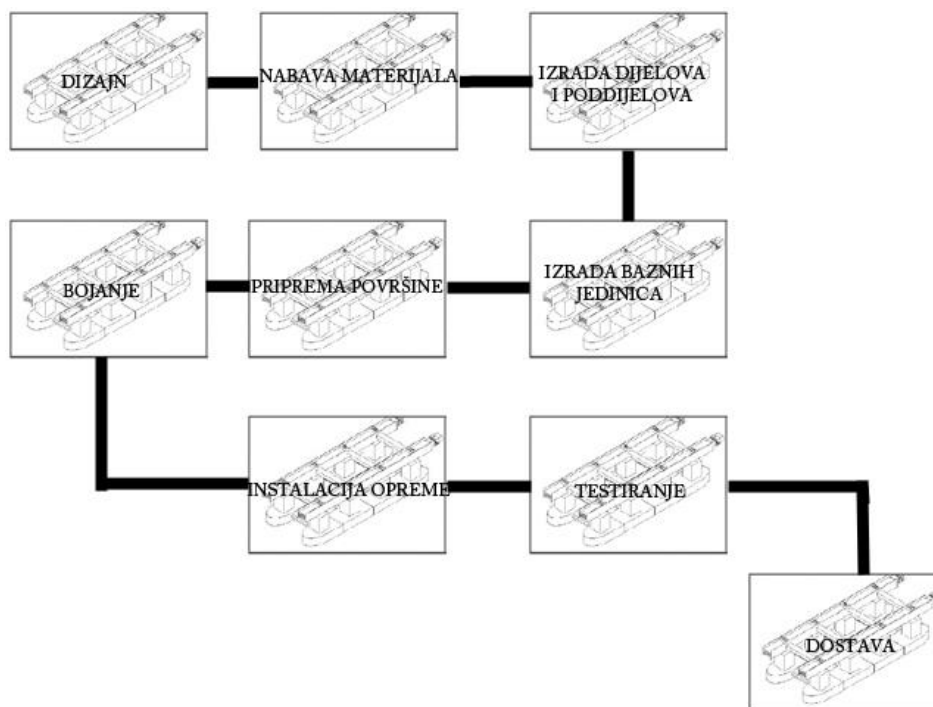 DIZAJN
NABAVA MATERIJALA
IZRADA DIJELOVA
I PODDIJELOVA
IZRADA BAZNIH
JEDINICA
PRIPREMA POVRŠINE
BOJANJE
INSTALACIJA OPREME
TESTIRANJE
DOSTAVA